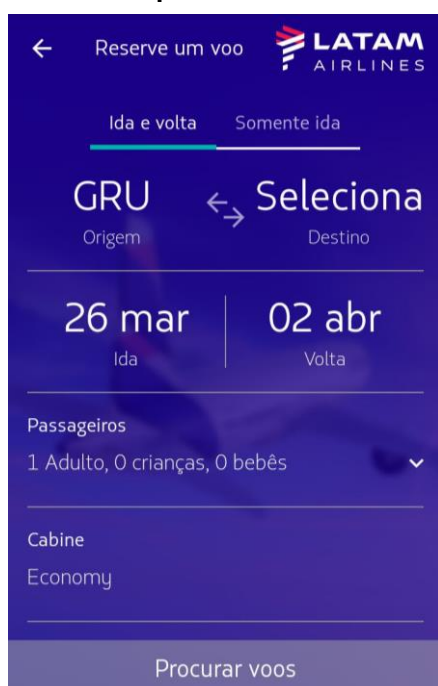 Reserve um voo
LATAM
AIRLINES
Ida e volta
Somente ida
GRU
Seleciona
Origem
Destino
26 mar
02 abr
Ida
Volta
Passageiros
1 Adulto, 0 crianças, 0 bebês
Cabine
Economy
Procurar voos